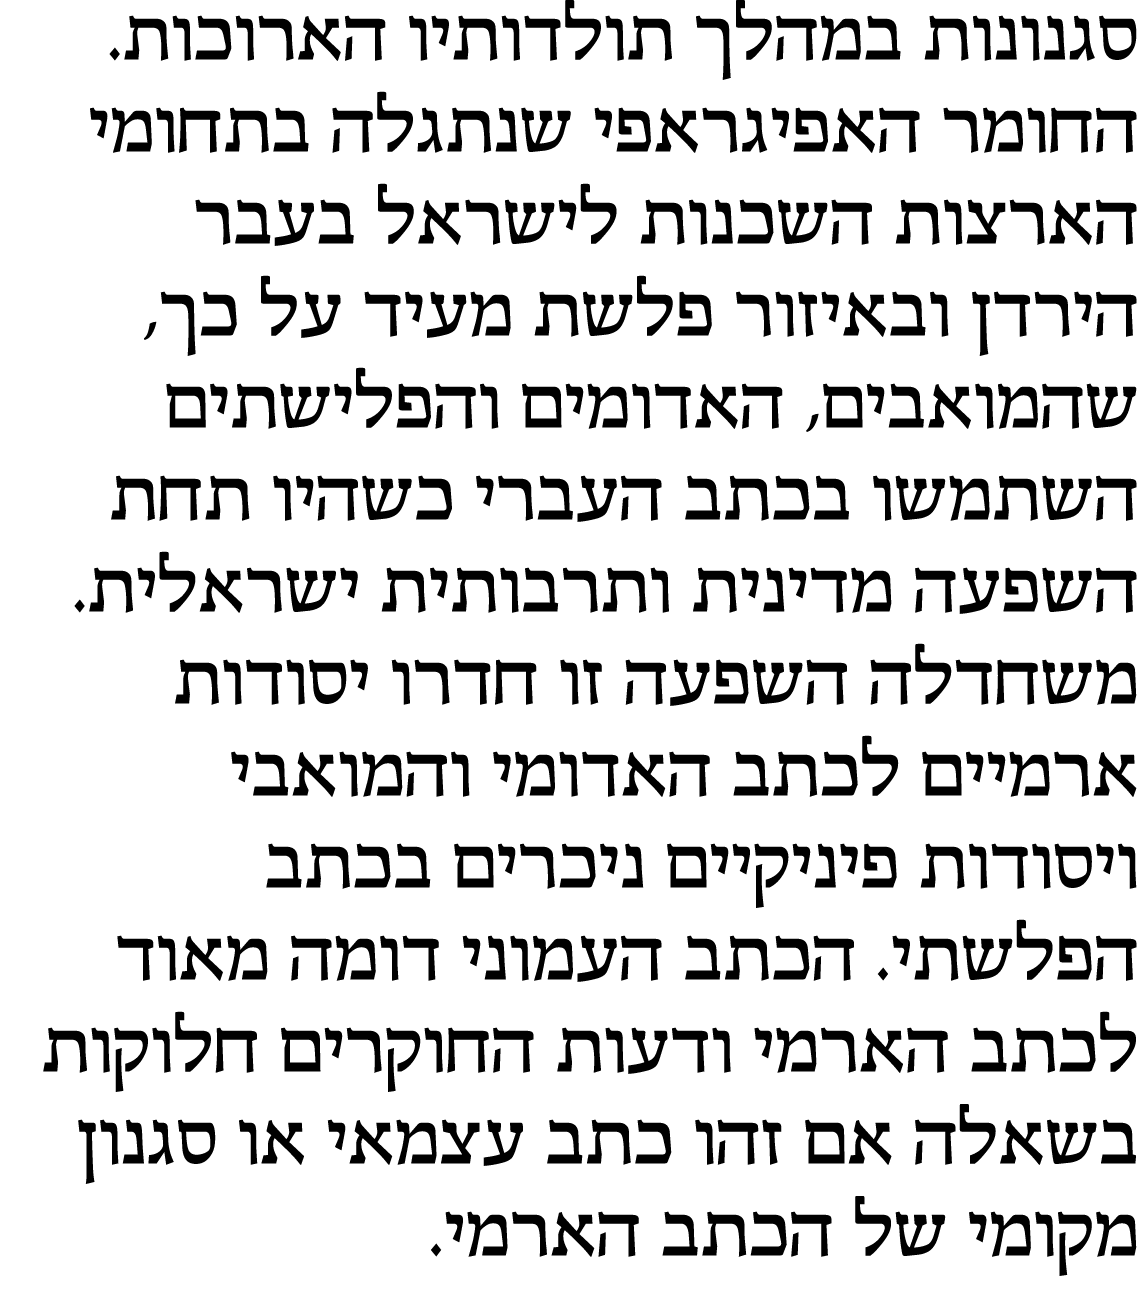 סגנונות במהלך תולדותיו הארוכות.
החומר האפיגראפי שנתגלה בתחומי
הארצות השכנות לישראל בעבר
הירדן ובאיזור פלשת מעיד על כך,
שהמואבים, האדומים והפלישתים
השתמשו בכתב העברי כשהיו תחת
השפעה מדינית ותרבותית ישראלית.
משחדלה השפעה זו חדרו יסודות
ארמיים לכתב האדומי והמואבי
ויסודות פיניקיים ניכרים בכתב
הפלשתי. הכתב העמוני דומה מאוד
לכתב הארמי ודעות החוקרים חלוקות
בשאלה אם זהו כתב עצמאי או סגנון
מקומי של הכתב הארמי.